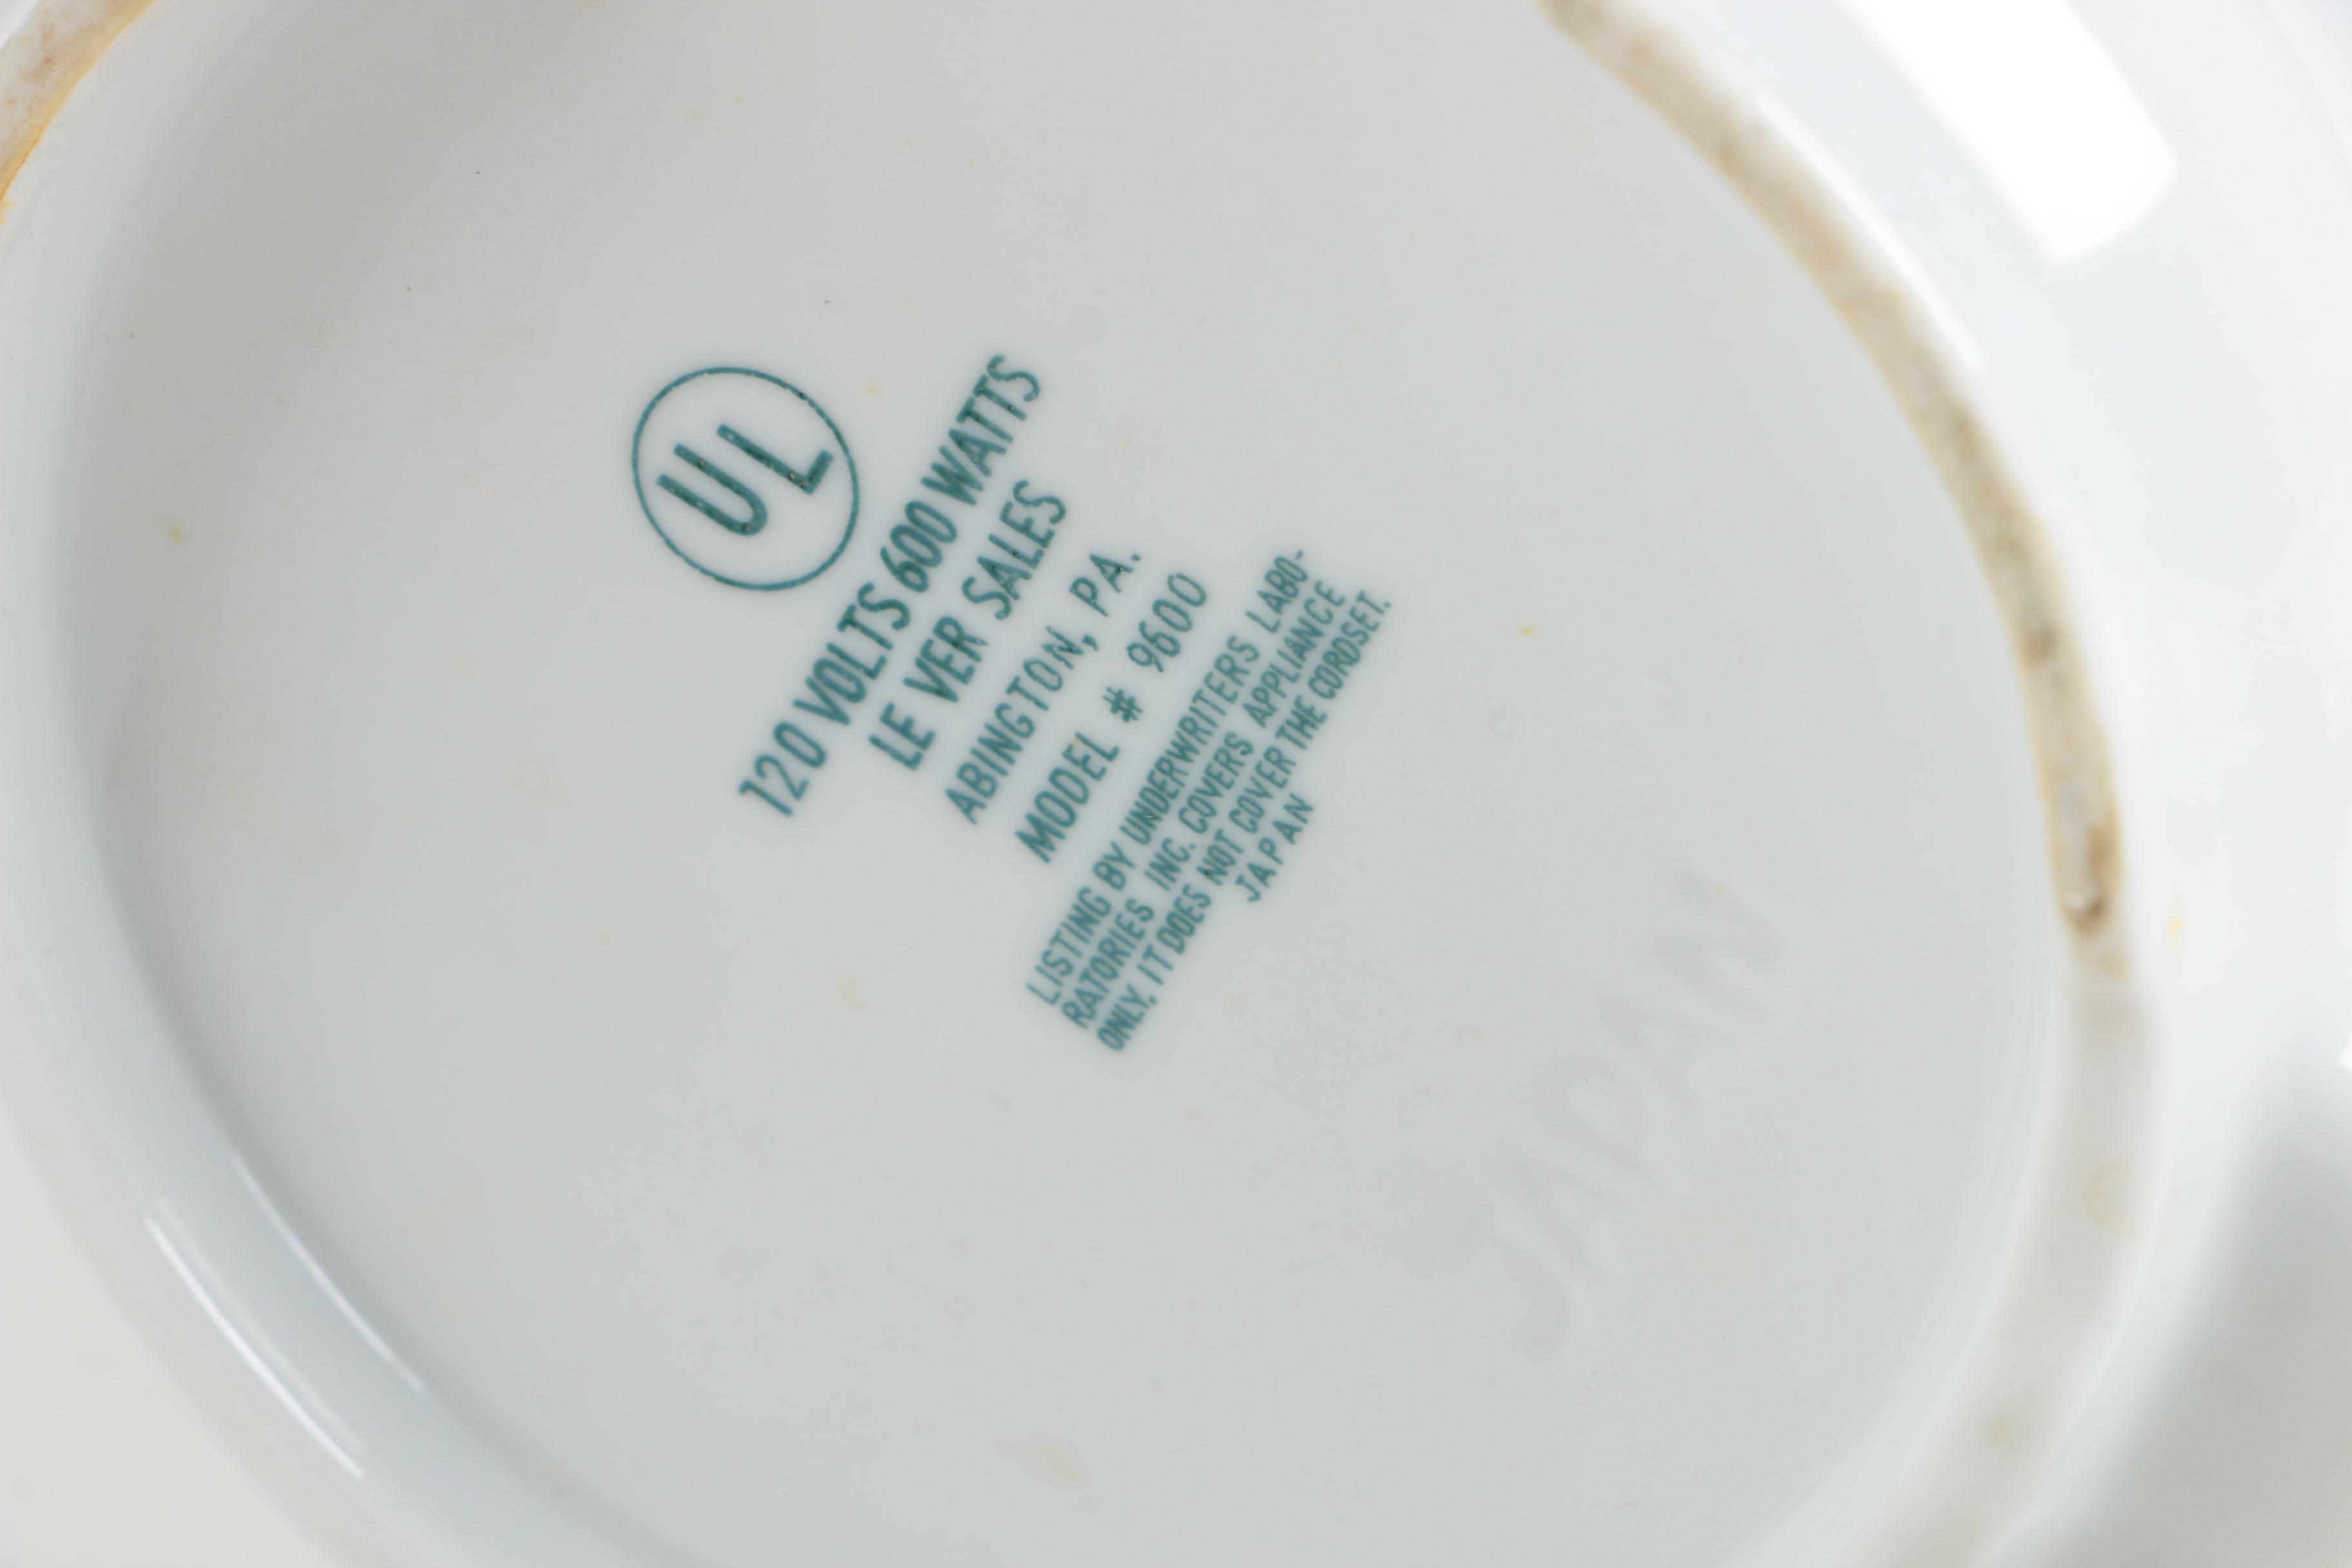 UL
120 VOLTS 600 WATTS
LE VER SALES
ABINGTON, PA.
MODEL # 9600
LISTING BY UNDERWRITERS LABO-
RATORIES INC. COVERS APPLIANCE
ONLY, IT DOES NOT COVER THE CORDSET.
JAPAN
JAPAN